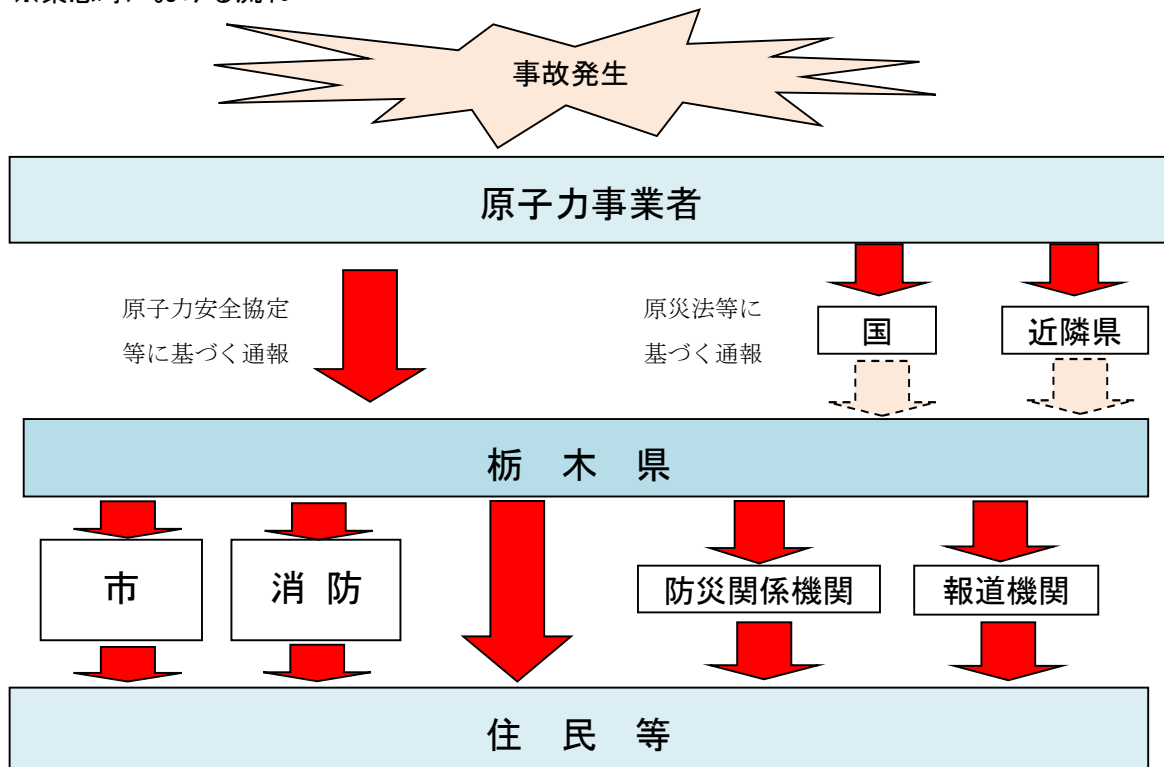 事故発生
原子力事業者
原子力安全協定
等に基づく通報
原災法等に
基づく通報
国
近隣県
栃 木 県
市
消 防
防災関係機関
報道機関
住 民 等